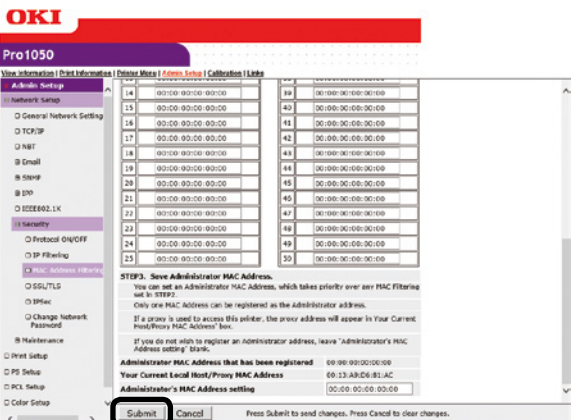 OKI
Pro1050
View Information | Print Information | Printer Menu | Admin Setup | Calibration | Links
Admin Setup
Network Setup
General Network Setting
TCP/IP
NBT
Email
SNMP
IPP
IEEE802.1X
Security
Protocol ON/OFF
IP Filtering
MAC Address Filtering
SSL/TLS
IPSec
Change Network
Password
Maintenance
Print Setup
PS Setup
PCL Setup
Color Setup
14 00:00:00:00:00:00 39 00:00:00:00:00:00
15 00:00:00:00:00:00 40 00:00:00:00:00:00
16 00:00:00:00:00:00 41 00:00:00:00:00:00
17 00:00:00:00:00:00 42 00:00:00:00:00:00
18 00:00:00:00:00:00 43 00:00:00:00:00:00
19 00:00:00:00:00:00 44 00:00:00:00:00:00
20 00:00:00:00:00:00 45 00:00:00:00:00:00
21 00:00:00:00:00:00 46 00:00:00:00:00:00
22 00:00:00:00:00:00 47 00:00:00:00:00:00
23 00:00:00:00:00:00 48 00:00:00:00:00:00
24 00:00:00:00:00:00 49 00:00:00:00:00:00
25 00:00:00:00:00:00 50 00:00:00:00:00:00
STEP3. Save Administrator MAC Address.
You can set an Administrator MAC Address, which takes priority over any MAC Filtering
set in STEP2.
Only one MAC Address can be registered as the Administrator address.
If a proxy is used to access this printer, the proxy address will appear in 'Your Current
Host/Proxy MAC Address' box.
If you do not wish to register an Administrator address, leave 'Administrator's MAC
Address setting' blank.
Administrator MAC Address that has been registered 00:00:00:00:00:00
Your Current Local Host/Proxy MAC Address
Administrator's MAC Address setting 00:00:00:00:00:00
Submit Cancel Press Submit to send changes. Press Cancel to clear changes.